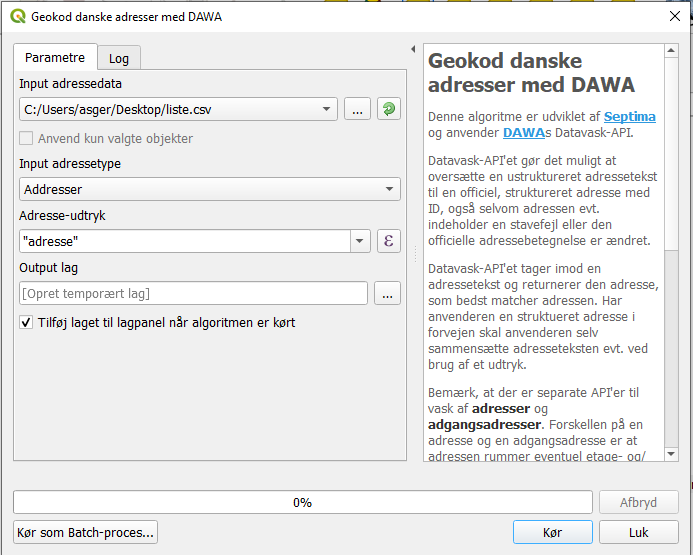 Geokod danske adresser med DAWA
Parametre
Log
Input adressedata
C:/Users/asger/Desktop/liste.csv
...
Anvend kun valgte objekter
Input adressetype
Addresser
Adresse-udtryk
"adresse"
ε
Output lag
[Opret temporært lag]
...
Tilføj laget til lagpanel når algoritmen er kørt
Geokod danske
adresser med DAWA
Denne algoritme er udviklet af Septima
og anvender DAWAs Datavask-API.
Datavask-API'et gør det muligt at
oversætte en ustruktureret adressetekst
til en officiel, struktureret adresse med
ID, også selvom adressen evt.
indeholder en stavefejl eller den
officielle adressebetegnelse er ændret.
Datavask-API'et tager imod en
adressetekst og returnerer den adresse,
som bedst matcher adressen. Har
anvenderen en struktueret adresse i
forvejen skal anvenderen selv
sammensætte adresseteksten evt. ved
brug af et udtryk.
Bemærk, at der er separate API'er til
vask af adresser og
adgangsadresser. Forskellen på en
adresse og en adgangsadresse er at
adressen rummer eventuel etage- og/
0%
Afbryd
Kør som Batch-proces...
Kør
Luk